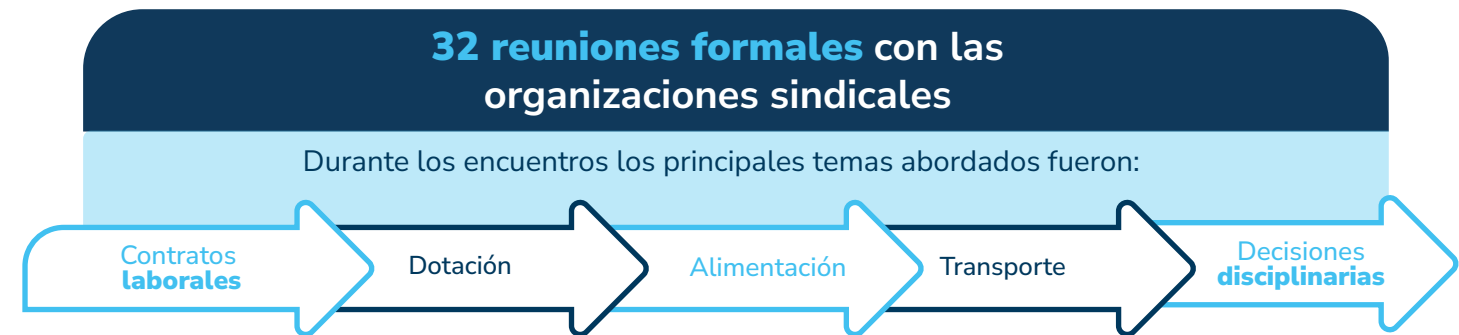 32 reuniones formales con las
organizaciones sindicales
Durante los encuentros los principales temas abordados fueron:
Contratos
laborales
Dotación
Alimentación
Transporte
Decisiones
disciplinarias